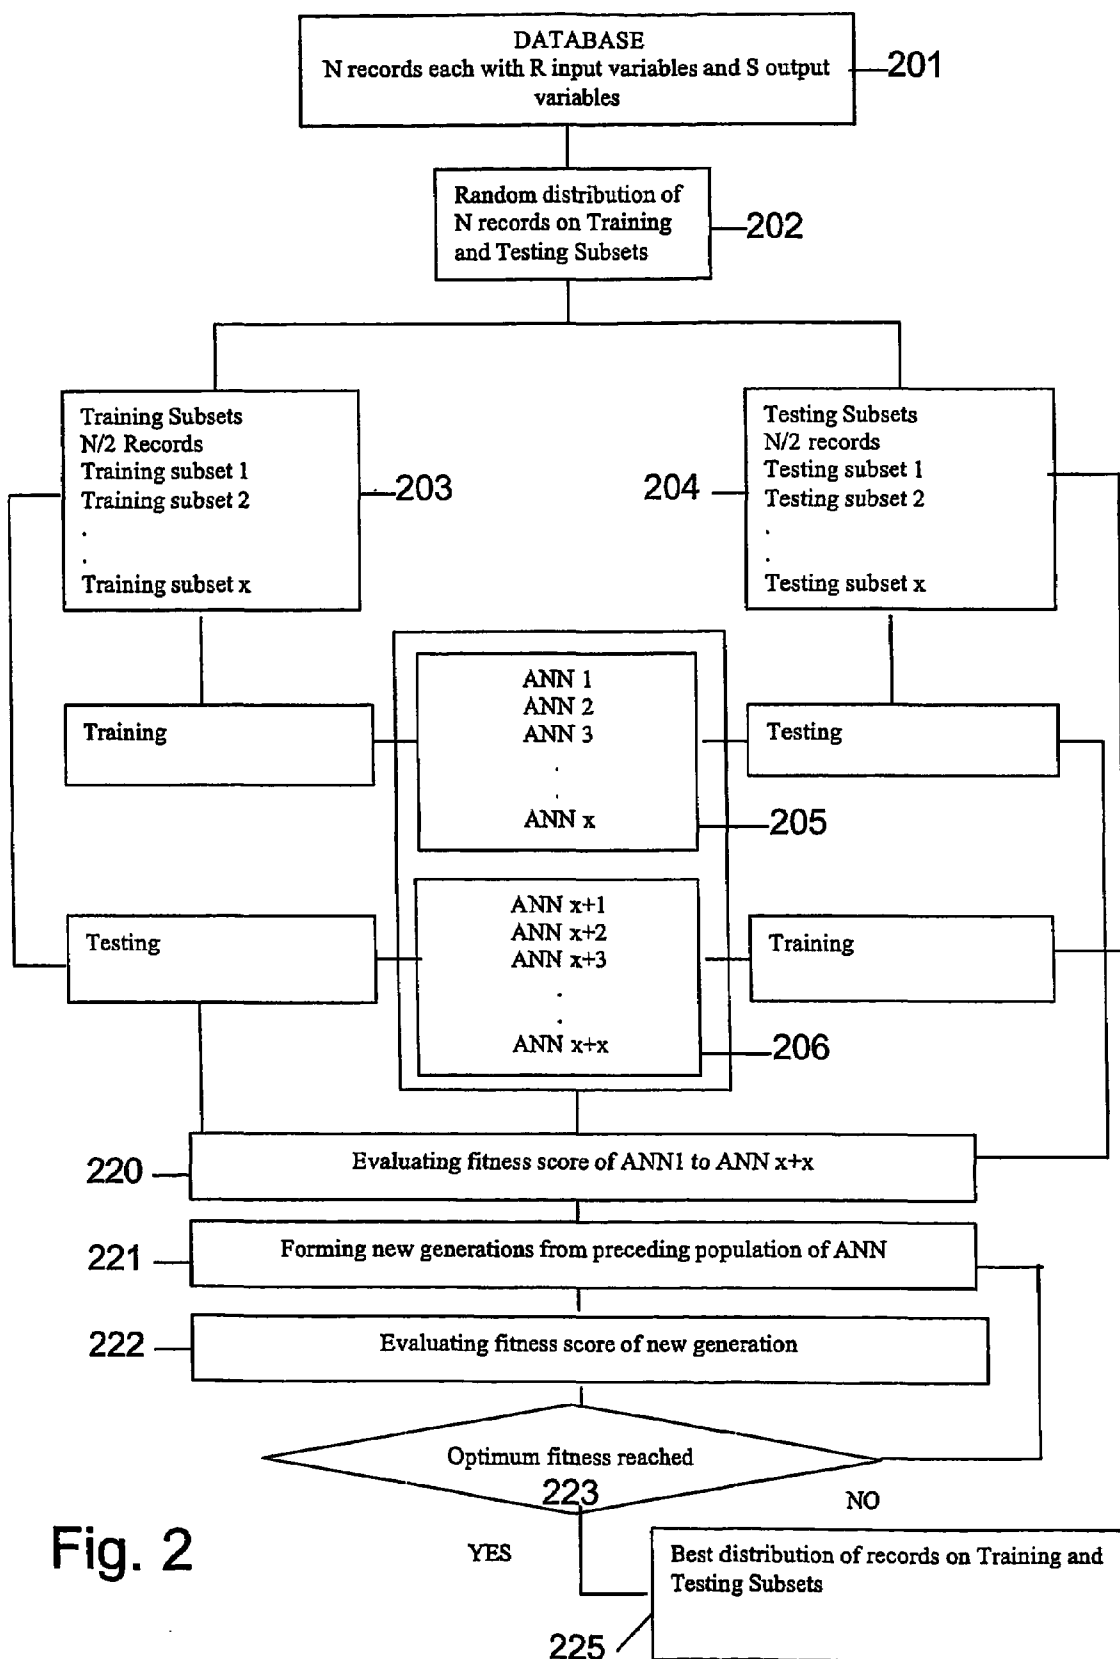 DATABASE
N records each with R input variables and S output
variables
201
Random distribution of
N records on Training
and Testing Subsets
202
Training Subsets
N/2 Records
Training subset 1
Training subset 2
.
.
Training subset x
203
Testing Subsets
N/2 records
Testing subset 1
Testing subset 2
.
.
Testing subset x
204
Training
ANN 1
ANN 2
ANN 3
.
.
ANN x
205
Testing
Testing
ANN x+1
ANN x+2
ANN x+3
.
.
ANN x+x
206
Training
220
Evaluating fitness score of ANN1 to ANN x+x
221
Forming new generations from preceding population of ANN
222
Evaluating fitness score of new generation
Optimum fitness reached
223
NO
YES
Best distribution of records on Training and
Testing Subsets
225
Fig. 2